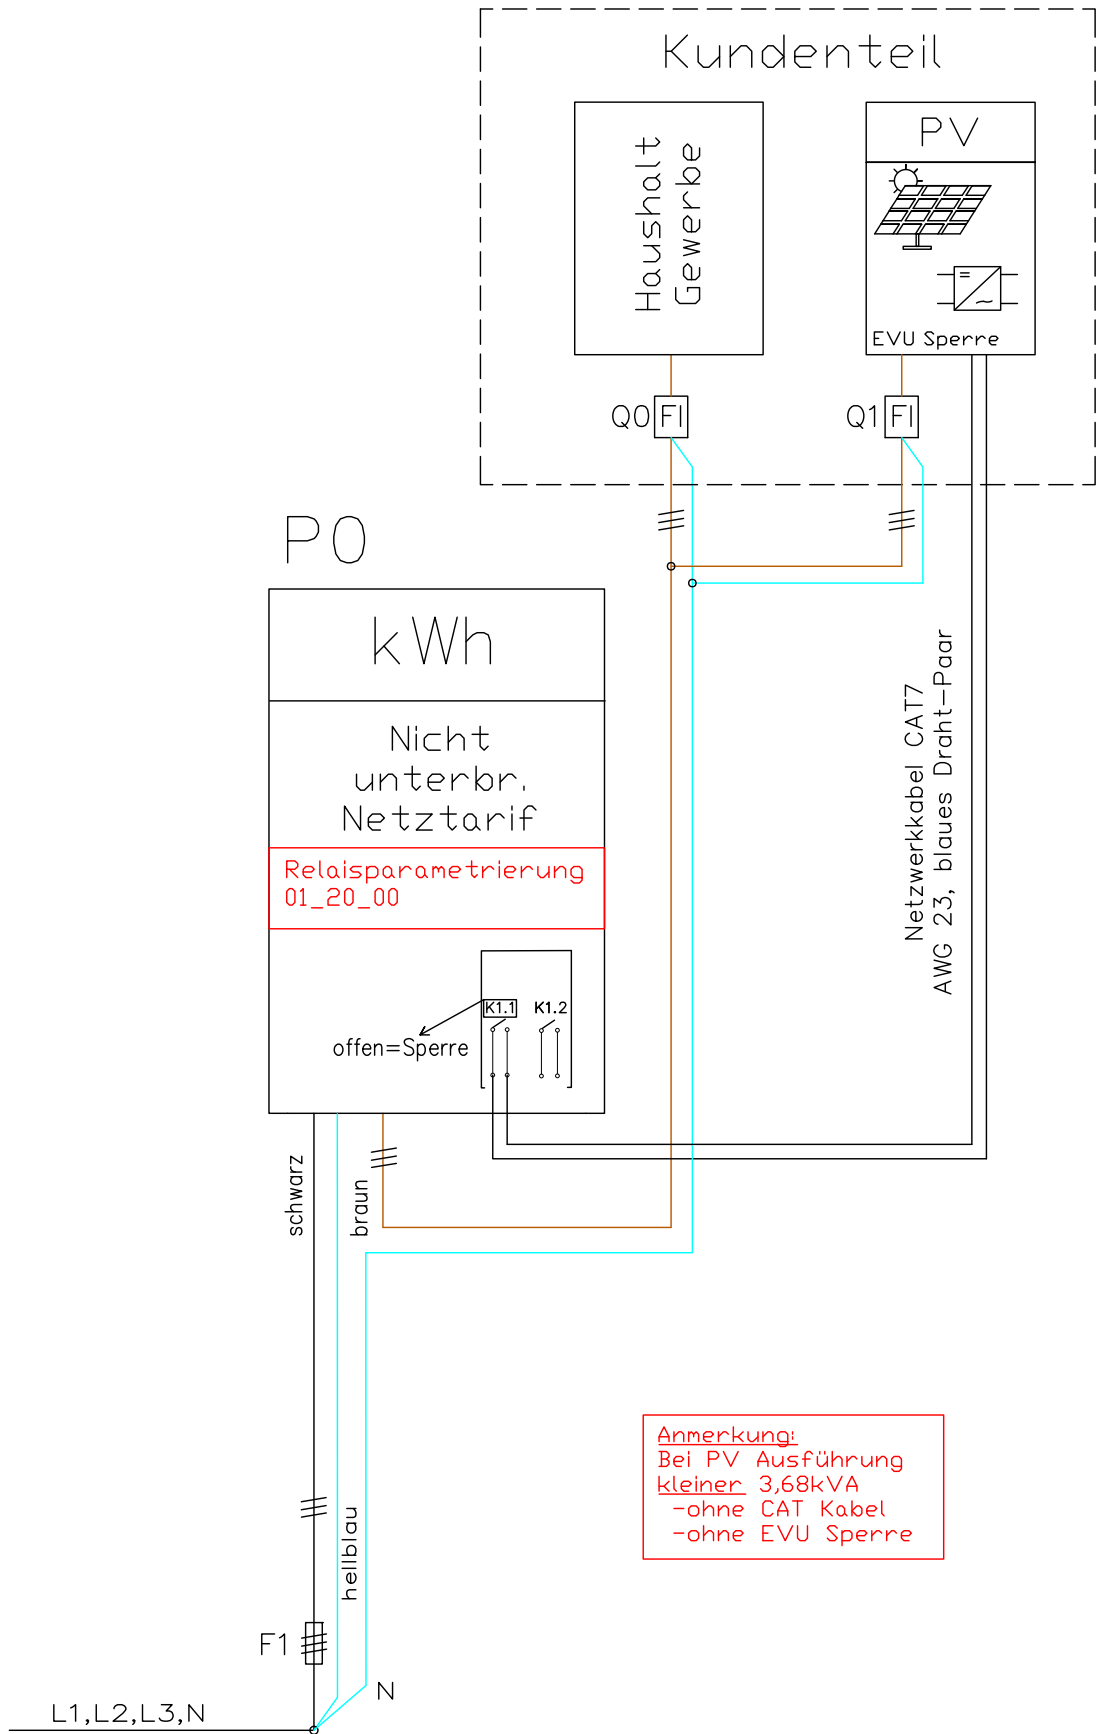 Kundenteil
Haushalt
Gewerbe
PV
=
~
EVU Sperre
Q0 FI
Q1 FI
P0
kWh
Nicht
unterbr.
Netztarif
Relaisparametrierung
01_20_00
K1.1 K1.2
offen=Sperre
Netzwerkkabel CAT7
AWG 23, blaues Draht-Paar
schwarz
braun
hellblau
Anmerkung:
Bei PV Ausführung
kleiner 3,68kVA
-ohne CAT Kabel
-ohne EVU Sperre
F1
N
L1,L2,L3,N